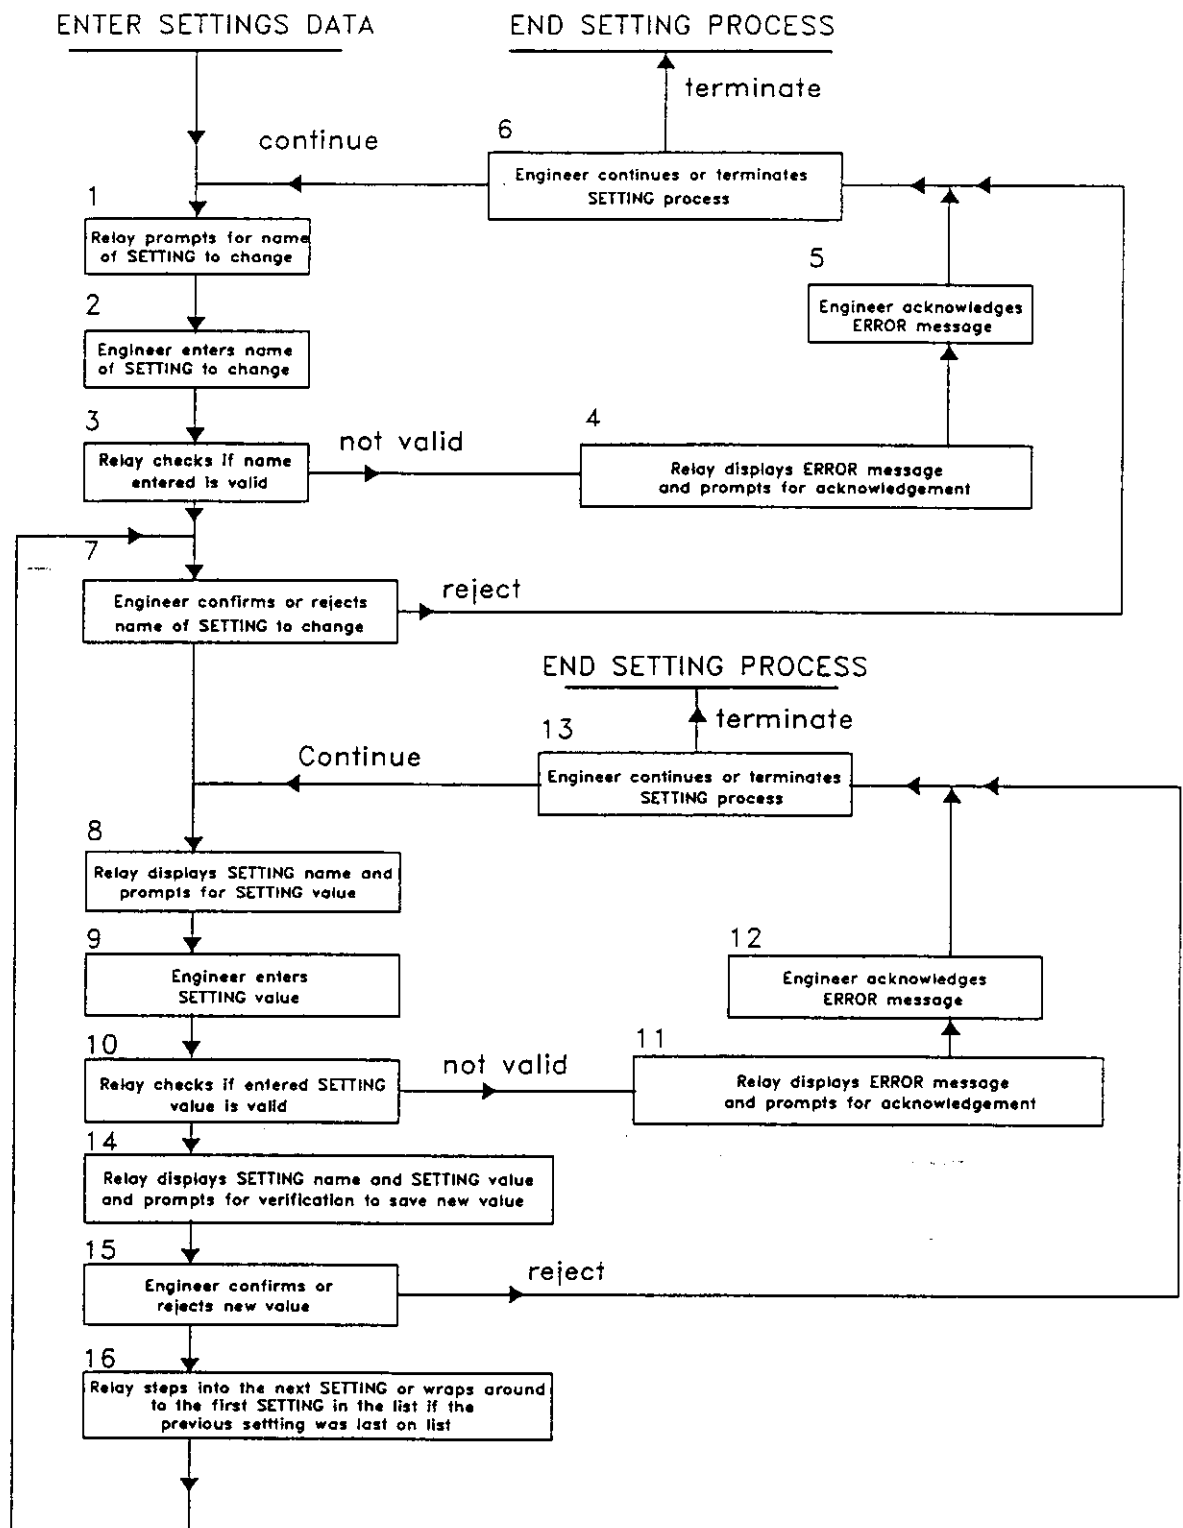 ENTER SETTINGS DATA
END SETTING PROCESS
terminate
continue
6
Engineer continues or terminates
SETTING process
1
Relay prompts for name
of SETTING to change
5
Engineer acknowledges
ERROR message
2
Engineer enters name
of SETTING to change
3
Relay checks if name
entered is valid
not valid
4
Relay displays ERROR message
and prompts for acknowledgement
7
Engineer confirms or rejects
name of SETTING to change
reject
END SETTING PROCESS
terminate
13
Engineer continues or terminates
SETTING process
Continue
8
Relay displays SETTING name and
prompts for SETTING value
9
Engineer enters
SETTING value
12
Engineer acknowledges
ERROR message
10
Relay checks if entered SETTING
value is valid
not valid
11
Relay displays ERROR message
and prompts for acknowledgement
14
Relay displays SETTING name and SETTING value
and prompts for verification to save new value
15
Engineer confirms or
rejects new value
reject
16
Relay steps into the next SETTING or wraps around
to the first SETTING in the list if the
previous settting was last on list